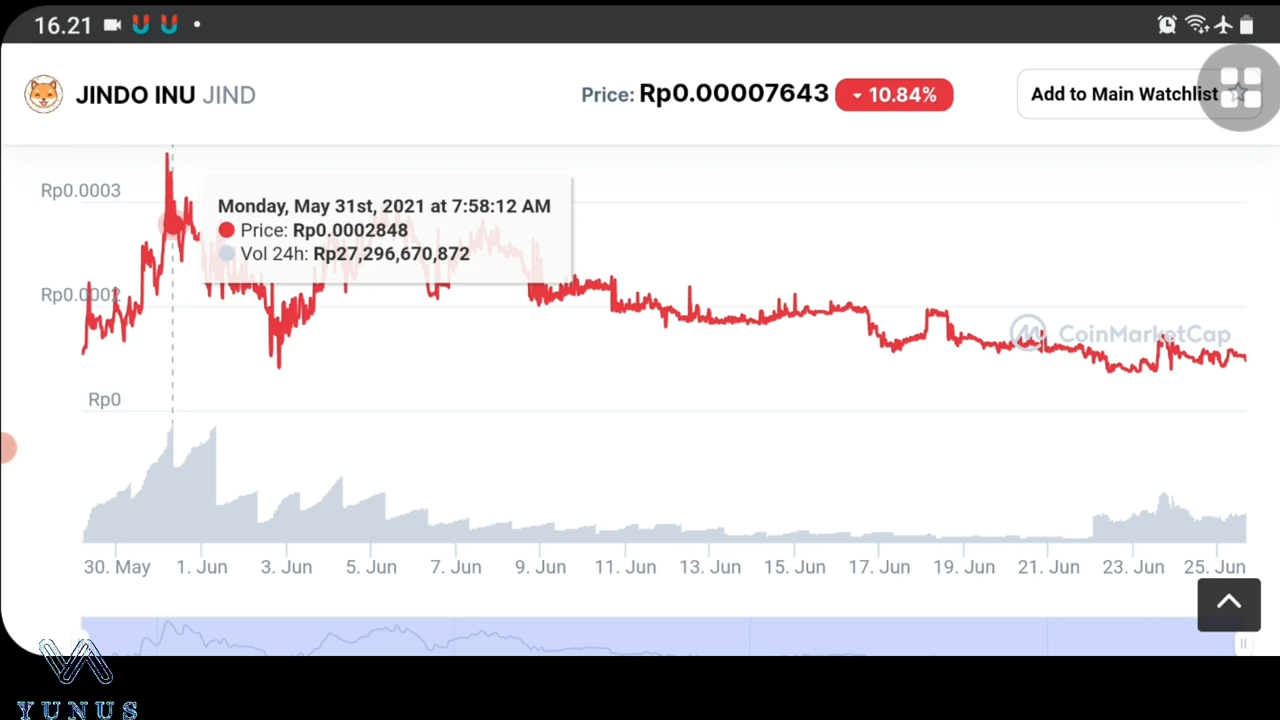 16.21
JINDO INU JIND
Price: Rp0.00007643 10.84%
Add to Main Watchlist
Rp0.0003
Monday, May 31st, 2021 at 7:58:12 AM
Price: Rp0.0002848
Vol 24h: Rp27,296,670,872
Rp0.0002
CoinMarketCap
Rp0
30. May 1. Jun 3. Jun 5. Jun 7. Jun 9. Jun 11. Jun 13. Jun 15. Jun 17. Jun 19. Jun 21. Jun 23. Jun 25. Jun
YUNUS